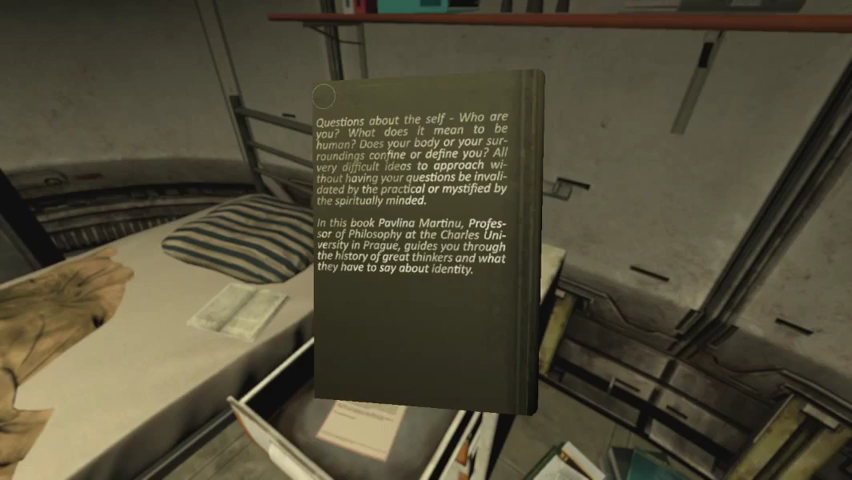 Questions about the self - Who are
you? What does it mean to be
human? Does your body or your sur-
roundings confine or define you? All
very difficult ideas to approach wi-
thout having your questions be invali-
dated by the practical or mystified by
the spiritually minded.
In this book Pavlina Martinu, Profes-
sor of Philosophy at the Charles Uni-
versity in Prague, guides you through
the history of great thinkers and what
they have to say about identity.